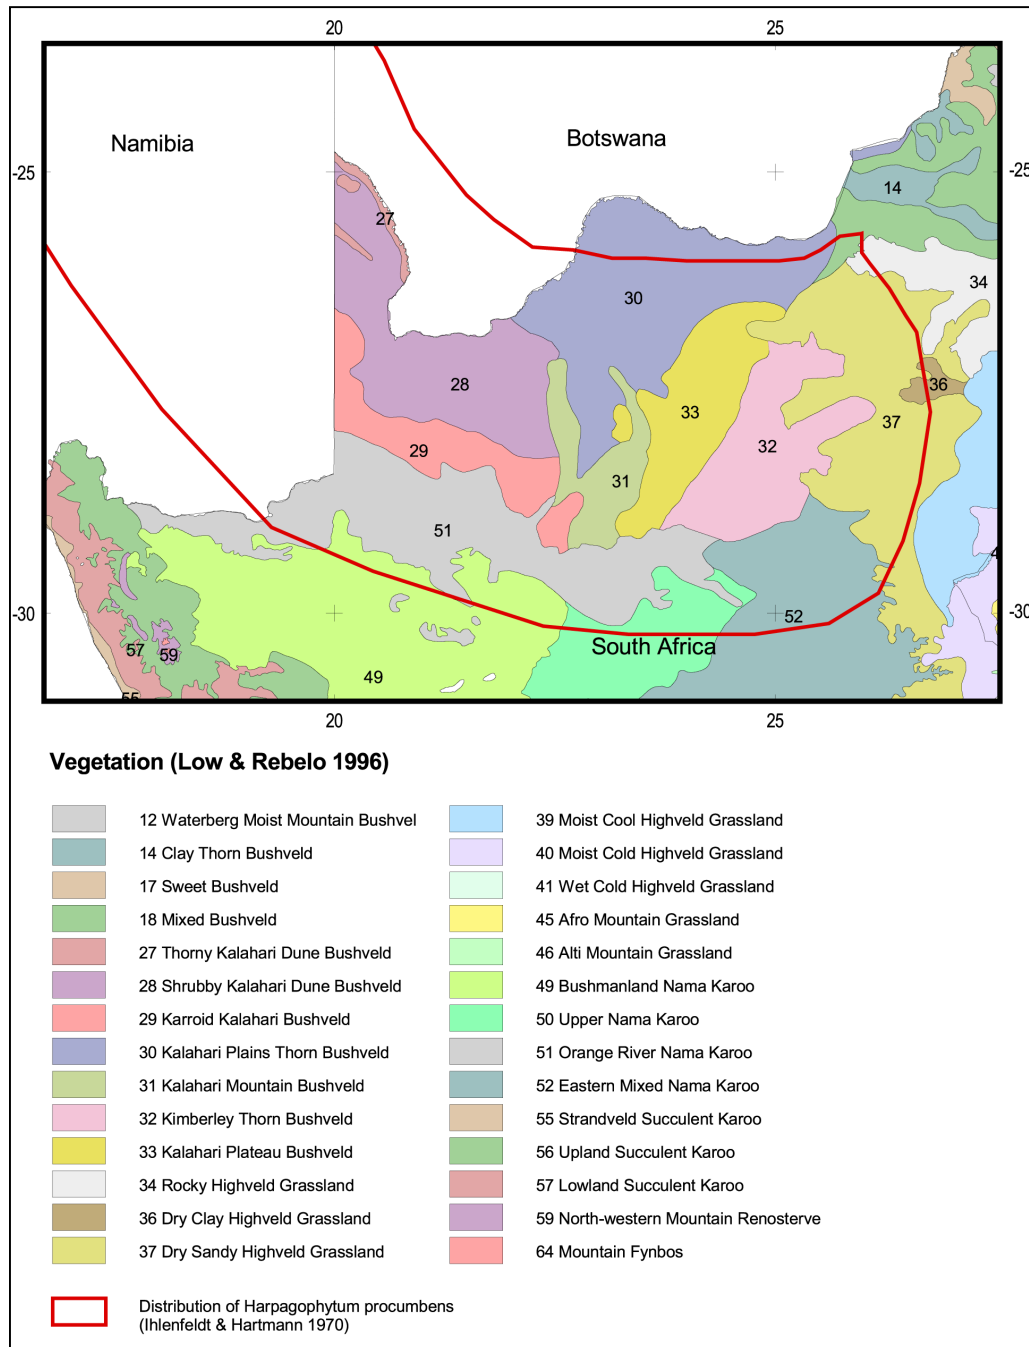 20 25
Namibia
Botswana
-25 -25
14
27
30
34
28
36
33
37
32
29
31
51
-30 -30
52
57
59
South Africa
49
55
20 25
Vegetation (Low & Rebelo 1996)
12 Waterberg Moist Mountain Bushvel
14 Clay Thorn Bushveld
17 Sweet Bushveld
18 Mixed Bushveld
27 Thorny Kalahari Dune Bushveld
28 Shrubby Kalahari Dune Bushveld
29 Karroid Kalahari Bushveld
30 Kalahari Plains Thorn Bushveld
31 Kalahari Mountain Bushveld
32 Kimberley Thorn Bushveld
33 Kalahari Plateau Bushveld
34 Rocky Highveld Grassland
36 Dry Clay Highveld Grassland
37 Dry Sandy Highveld Grassland
39 Moist Cool Highveld Grassland
40 Moist Cold Highveld Grassland
41 Wet Cold Highveld Grassland
45 Afro Mountain Grassland
46 Alti Mountain Grassland
49 Bushmanland Nama Karoo
50 Upper Nama Karoo
51 Orange River Nama Karoo
52 Eastern Mixed Nama Karoo
55 Strandveld Succulent Karoo
56 Upland Succulent Karoo
57 Lowland Succulent Karoo
59 North-western Mountain Renosterve
64 Mountain Fynbos
Distribution of Harpagophytum procumbens
(Ihlenfeldt & Hartmann 1970)